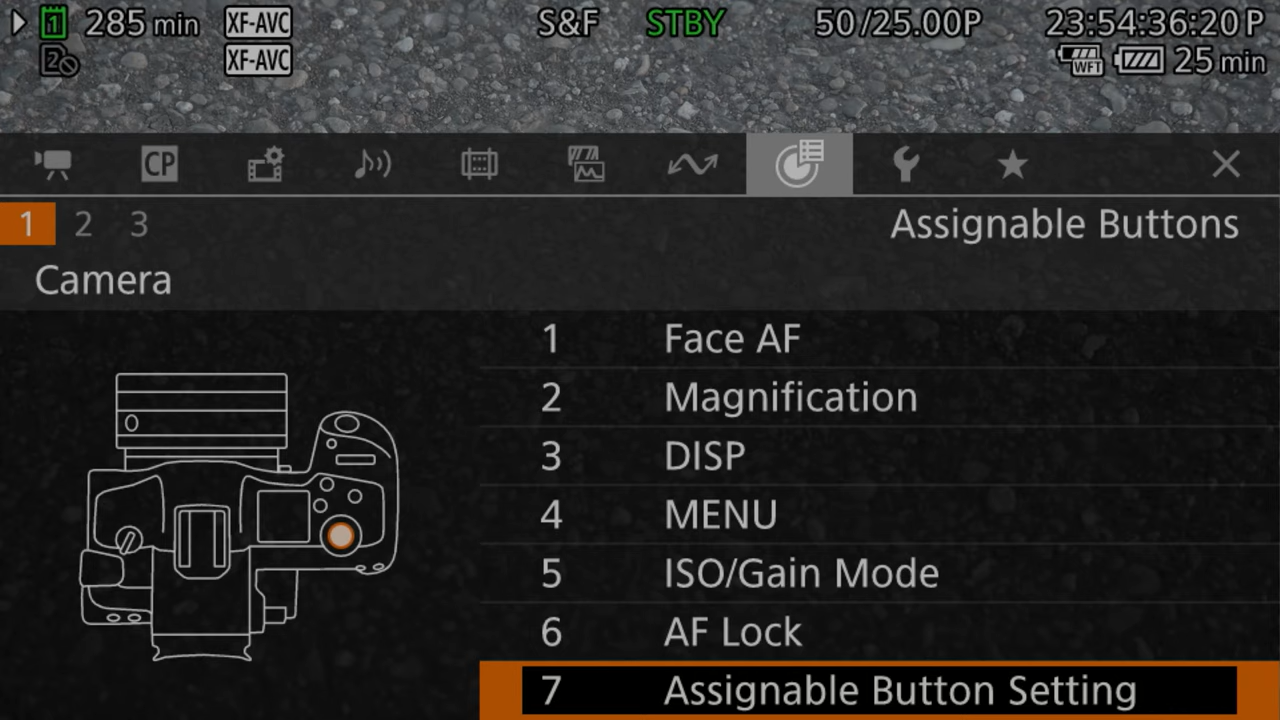 1 285 min XF-AVC S&F STBY 50/25.00P 23:54:36:20 P
2 XF-AVC WFT 25 min
CP
1 2 3 Assignable Buttons
Camera
1 Face AF
2 Magnification
3 DISP
4 MENU
5 ISO/Gain Mode
6 AF Lock
7 Assignable Button Setting